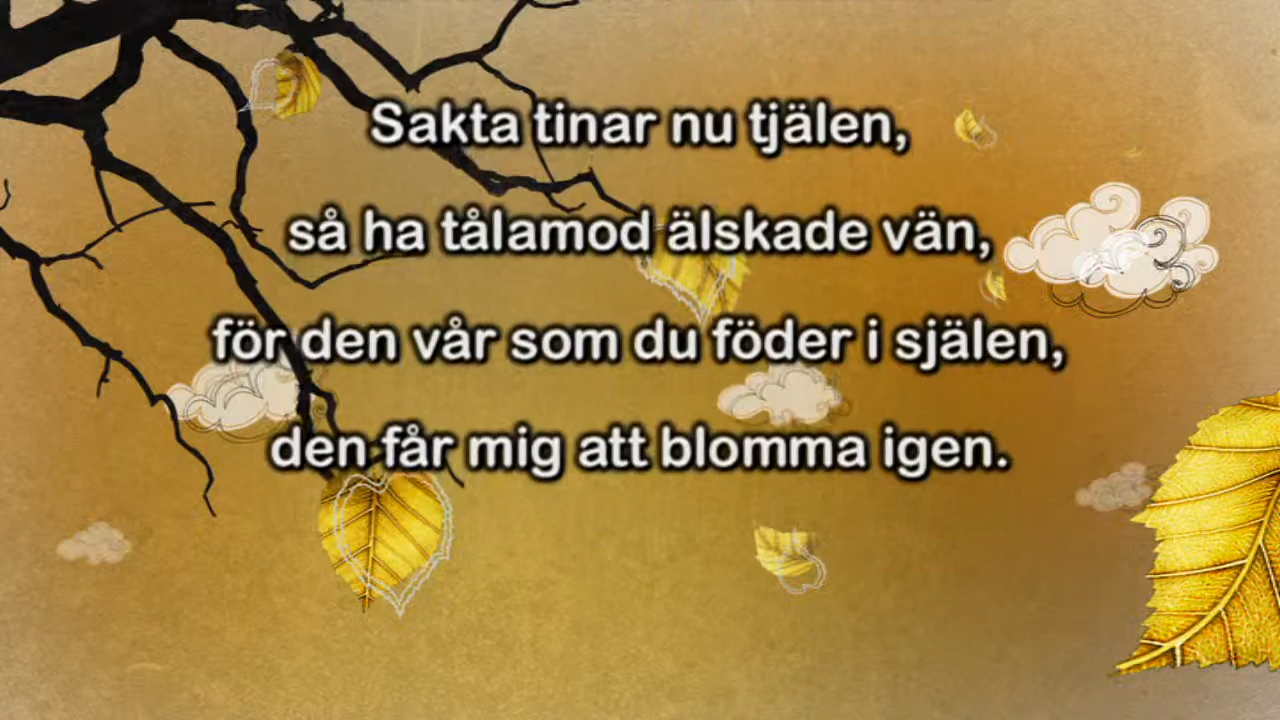 Sakta tinar nu tjälen,
så ha tålamod älskade vän,
för den vår som du föder i själen,
den får mig att blomma igen.